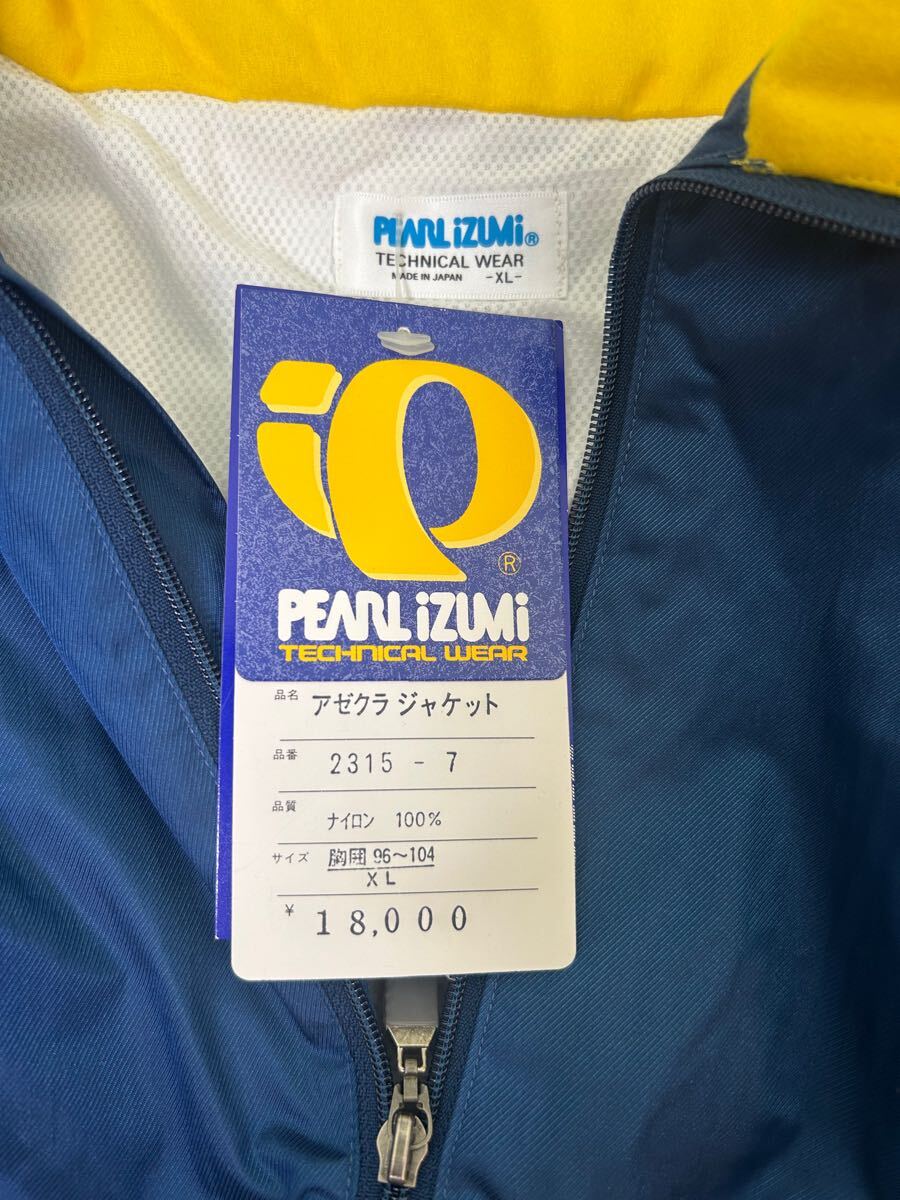 PEARL iZUMi®
TECHNICAL WEAR
MADE IN JAPAN -XL-
®
PEARL iZUMi
TECHNICAL WEAR
品名 アゼクラ ジャケット
品番 2315 - 7
品質 ナイロン 100%
サイズ 胸囲 96～104
XL
¥ 18,000